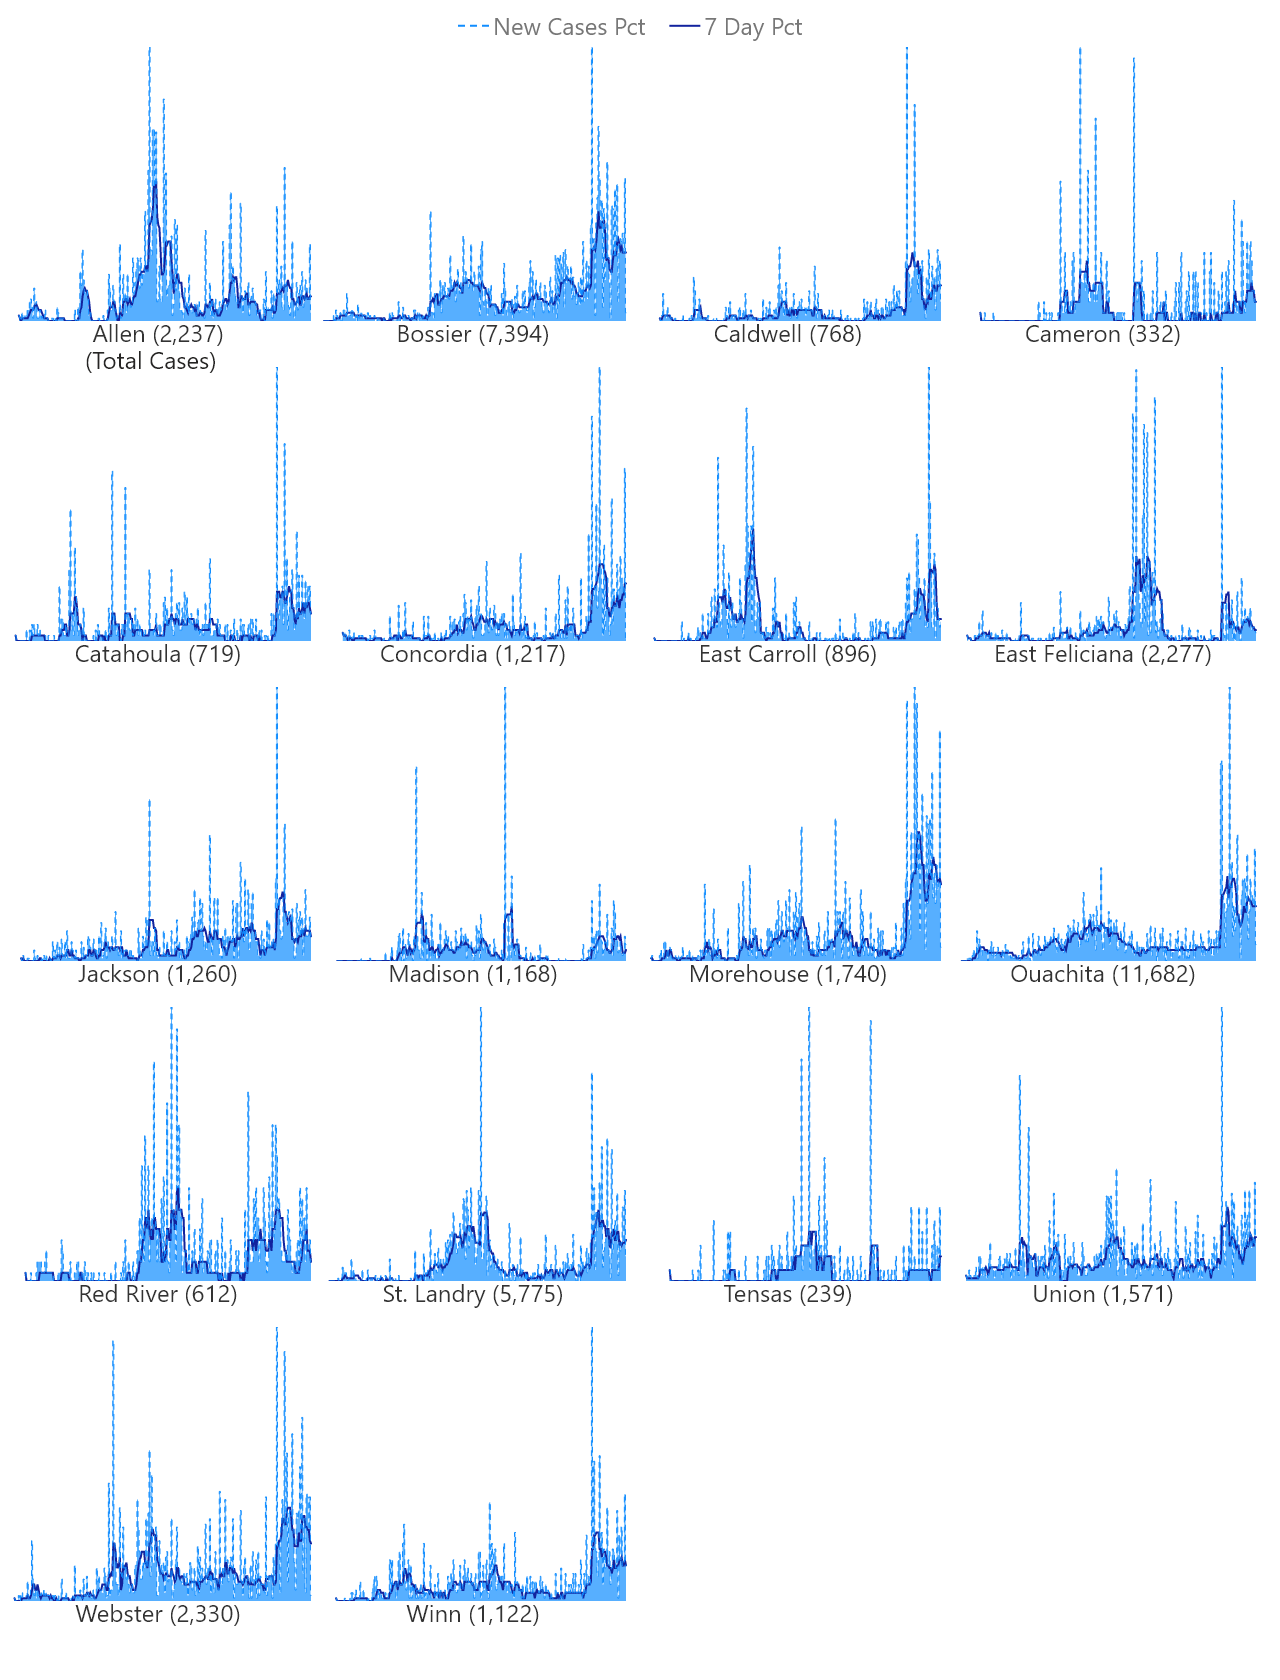 New Cases Pct 7 Day Pct
Allen (2,237) Bossier (7,394) Caldwell (768) Cameron (332)
(Total Cases)
Catahoula (719) Concordia (1,217) East Carroll (896) East Feliciana (2,277)
Jackson (1,260) Madison (1,168) Morehouse (1,740) Ouachita (11,682)
Red River (612) St. Landry (5,775) Tensas (239) Union (1,571)
Webster (2,330) Winn (1,122)